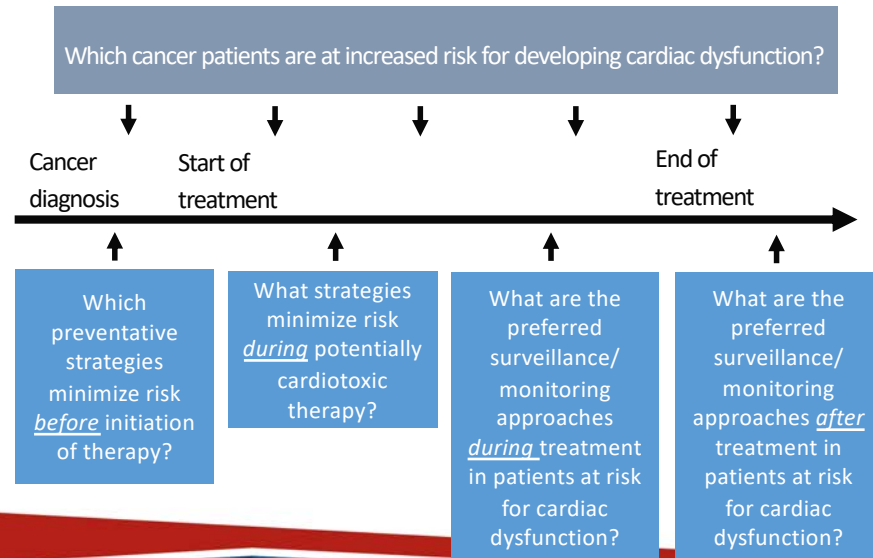 Which cancer patients are at increased risk for developing cardiac dysfunction?
Cancer
diagnosis
Start of
treatment
End of
treatment
Which
preventative
strategies
minimize risk
before initiation
of therapy?
What strategies
minimize risk
during potentially
cardiotoxic
therapy?
What are the
preferred
surveillance/
monitoring
approaches
during treatment
in patients at risk
for cardiac
dysfunction?
What are the
preferred
surveillance/
monitoring
approaches after
treatment in
patients at risk
for cardiac
dysfunction?